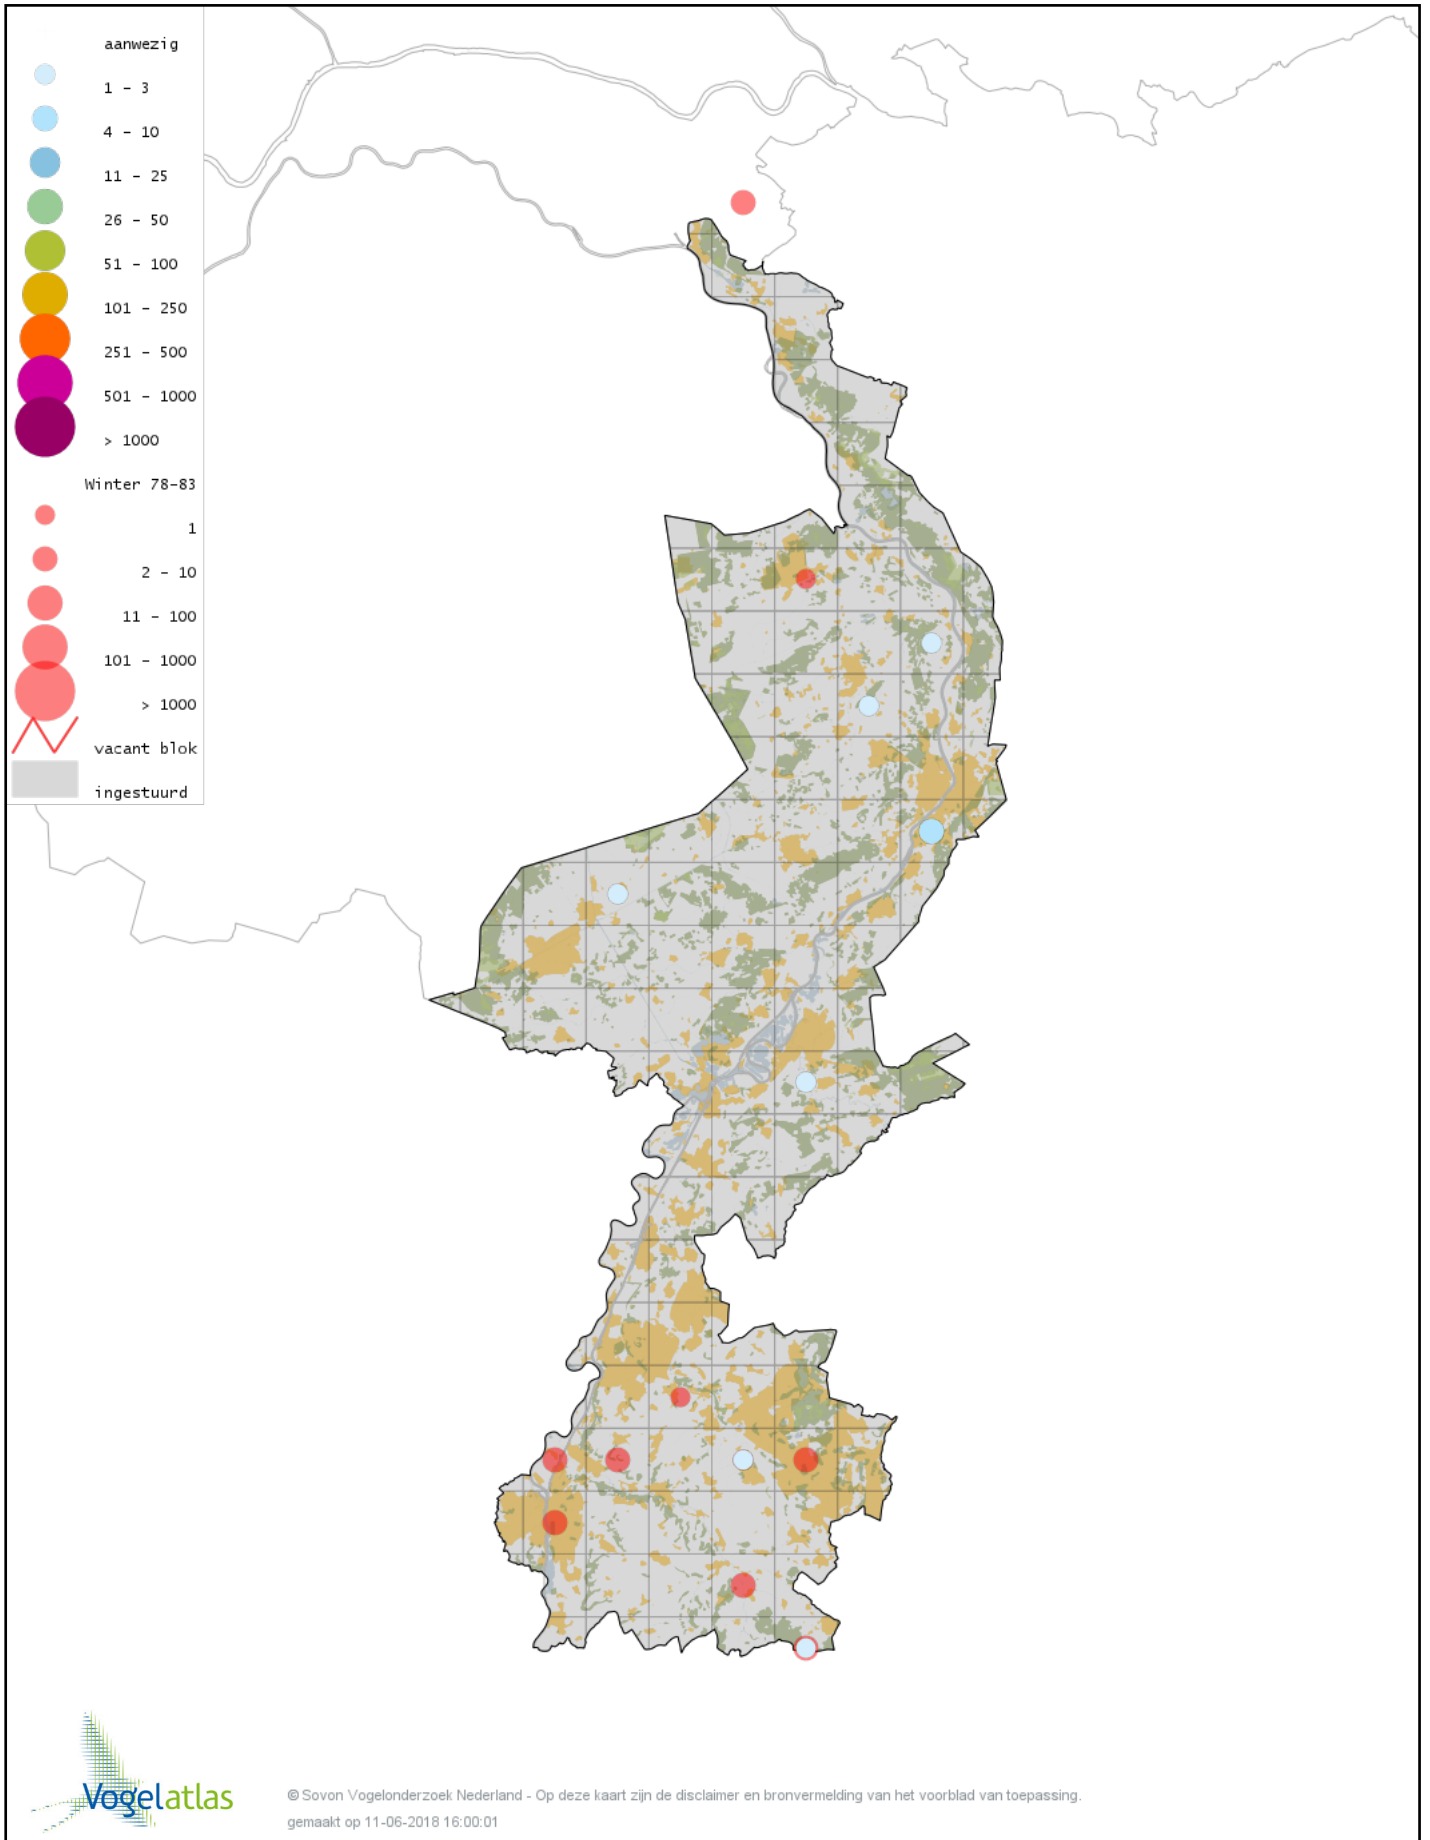 aanwezig
1 - 3
4 - 10
11 - 25
26 - 50
51 - 100
101 - 250
251 - 500
501 - 1000
> 1000
Winter 78-83
1
2 - 10
11 - 100
101 - 1000
> 1000
vacant blok
ingestuurd
Vogelatlas
© Sovon Vogelonderzoek Nederland - Op deze kaart zijn de disclaimer en bronvermelding van het voorblad van toepassing.
gemaakt op 11-06-2018 16:00:01